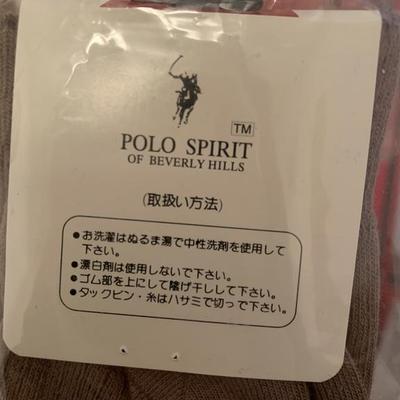 TM
POLO SPIRIT
OF BEVERLY HILLS
(取扱い方法)
●お洗濯はぬるま湯で中性洗剤を使用して
下さい。
●漂白剤は使用しないで下さい。
●ゴム部を上にして陰げ干しして下さい。
●タックピン・糸はハサミで切って下さい。